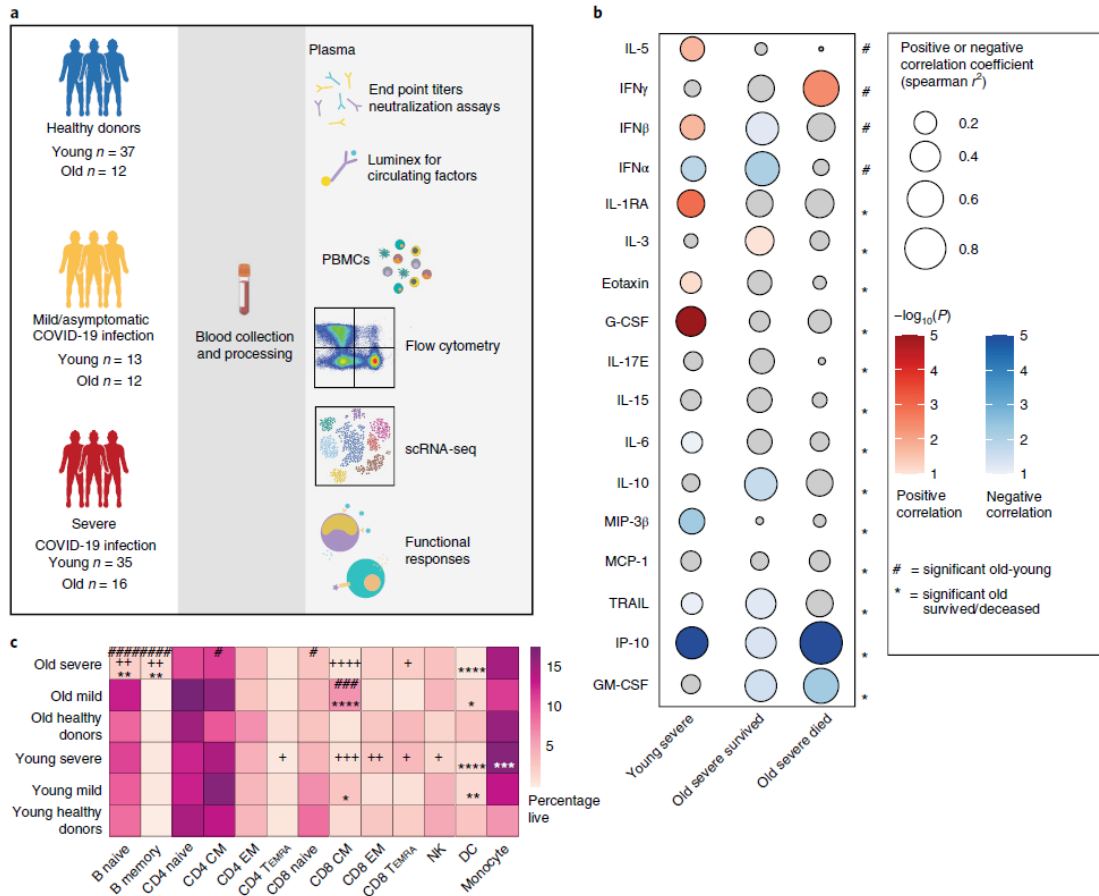 a
Healthy donors
Young n = 37
Old n = 12
Mild/asymptomatic
COVID-19 infection
Young n = 13
Old n = 12
Severe
COVID-19 infection
Young n = 35
Old n = 16
Blood collection
and processing
Plasma
End point titers
neutralization assays
Luminex for
circulating factors
PBMCs
Flow cytometry
scRNA-seq
Functional
responses
b
IL-5 #
IFNγ #
IFNβ #
IFNα #
IL-1RA *
IL-3 *
Eotaxin *
G-CSF *
IL-17E *
IL-15 *
IL-6 *
IL-10 *
MIP-3β *
MCP-1 *
TRAIL *
IP-10 *
GM-CSF *
Young severe
Old severe survived
Old severe died
Positive or negative
correlation coefficient
(spearman r²)
0.2
0.4
0.6
0.8
−log₁₀(P)
5 5
4 4
3 3
2 2
1 1
Positive
correlation
Negative
correlation
# = significant old-young
* = significant old
survived/deceased
c
Old severe #### #### # # 
++ ++ ++++ + 
** ** ****
Old mild ###
**** *
Old healthy
donors
Young severe + +++ ++ + + **** ***
Young mild * **
Young healthy
donors
B naive
B memory
CD4 naive
CD4 CM
CD4 EM
CD4 TEMRA
CD8 naive
CD8 CM
CD8 EM
CD8 TEMRA
NK
DC
Monocyte
15
10
5
Percentage
live